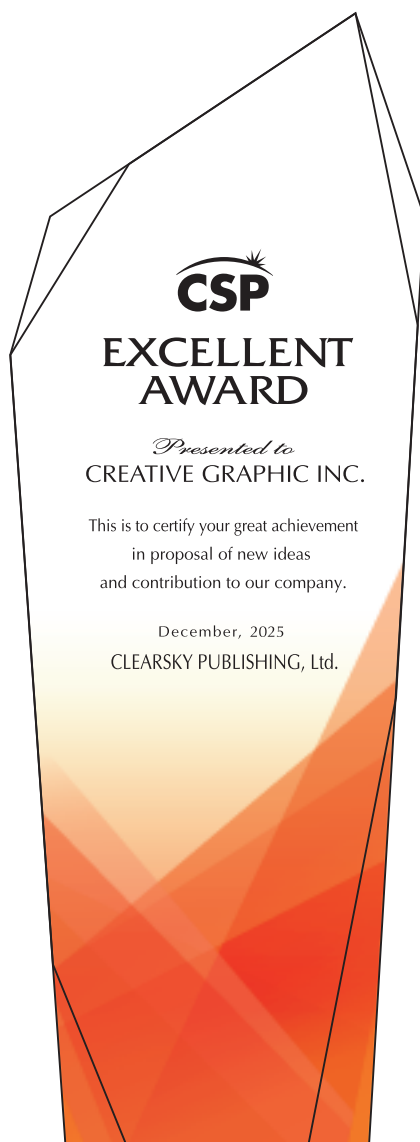 CSP
EXCELLENT
AWARD
Presented to
CREATIVE GRAPHIC INC.
This is to certify your great achievement
in proposal of new ideas
and contribution to our company.
December, 2025
CLEARSKY PUBLISHING, Ltd.